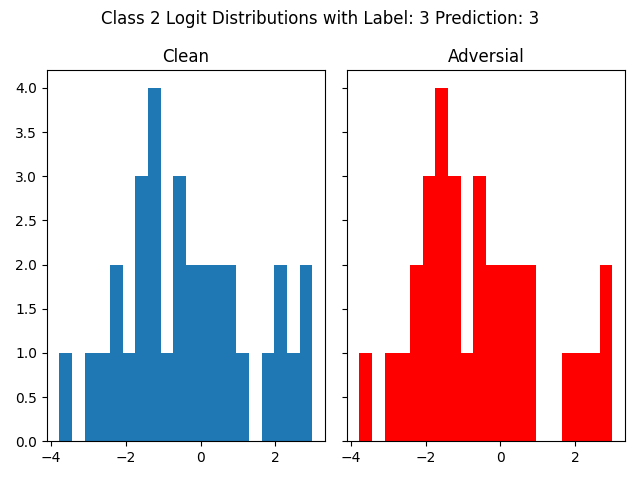 Class 2 Logit Distributions with Label: 3 Prediction: 3
Clean
Adversial
4.0
3.5
3.0
2.5
2.0
1.5
1.0
0.5
0.0
−4 −2 0 2
−4 −2 0 2